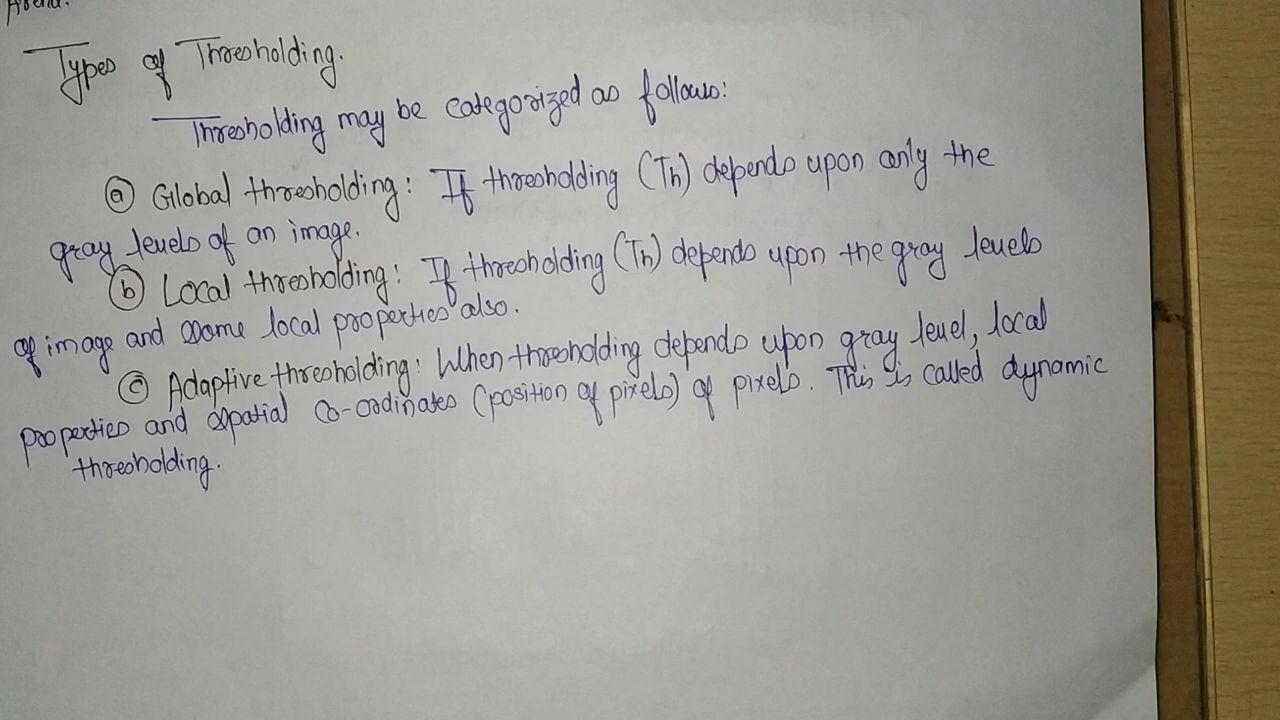 Types of Thresholding.
Thresholding may be categorized as follows:
(a) Global thresholding: If thresholding (Th) depends upon only the
gray levels of an image.
(b) Local thresholding: If thresholding (Th) depends upon the gray levels
of image and some local properties also.
(c) Adaptive thresholding: When thresholding depends upon gray level, local
properties and spatial co-ordinates (position of pixels) of pixels. This is called dynamic
thresholding.